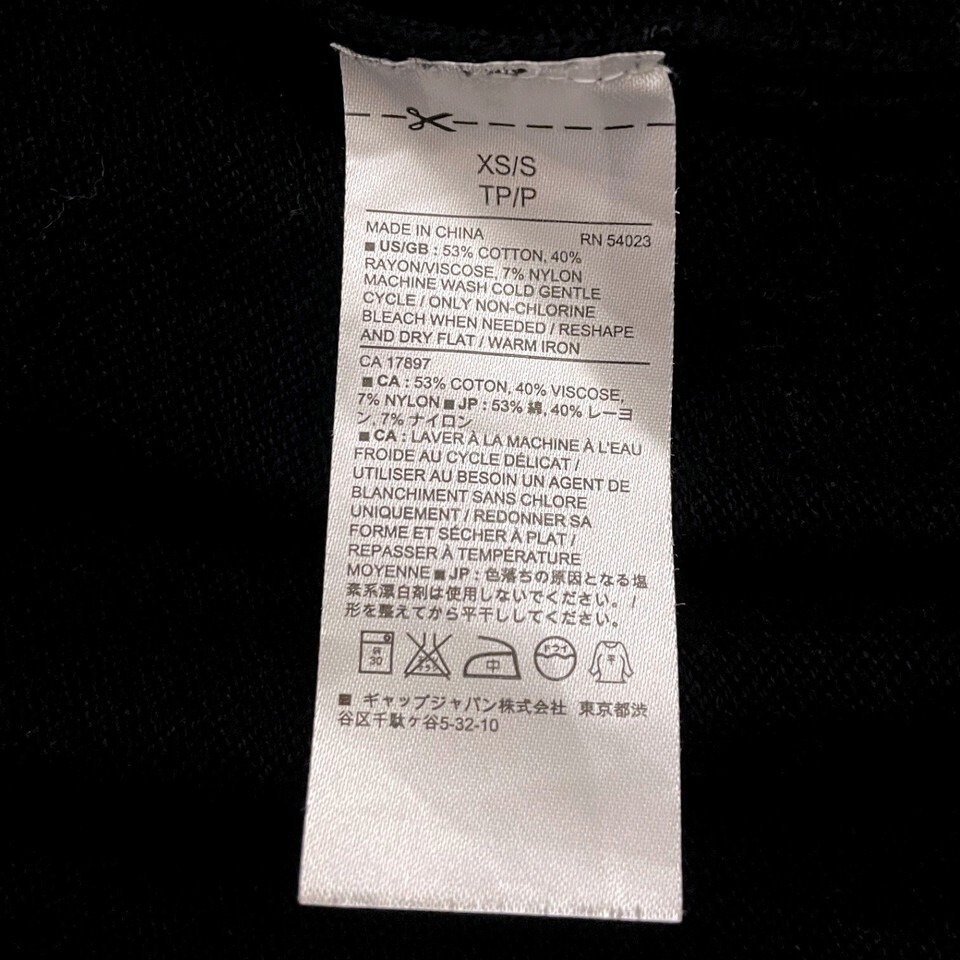 XS/S
TP/P
MADE IN CHINA RN 54023
■ US/GB : 53% COTTON, 40%
RAYON/VISCOSE, 7% NYLON
MACHINE WASH COLD GENTLE
CYCLE / ONLY NON-CHLORINE
BLEACH WHEN NEEDED / RESHAPE
AND DRY FLAT / WARM IRON
CA 17897
■ CA : 53% COTON, 40% VISCOSE,
7% NYLON ■ JP : 53% 綿, 40% レーヨ
ン, 7% ナイロン
■ CA : LAVER À LA MACHINE À L'EAU
FROIDE AU CYCLE DÉLICAT /
UTILISER AU BESOIN UN AGENT DE
BLANCHIMENT SANS CHLORE
UNIQUEMENT / REDONNER SA
FORME ET SÉCHER À PLAT /
REPASSER À TEMPÉRATURE
MOYENNE ■ JP : 色落ちの原因となる塩
素系漂白剤は使用しないでください。 /
形を整えてから平干ししてください。
弱 30 中 ドライ 平
■ ギャップジャパン株式会社 東京都渋
谷区千駄ケ谷5-32-10